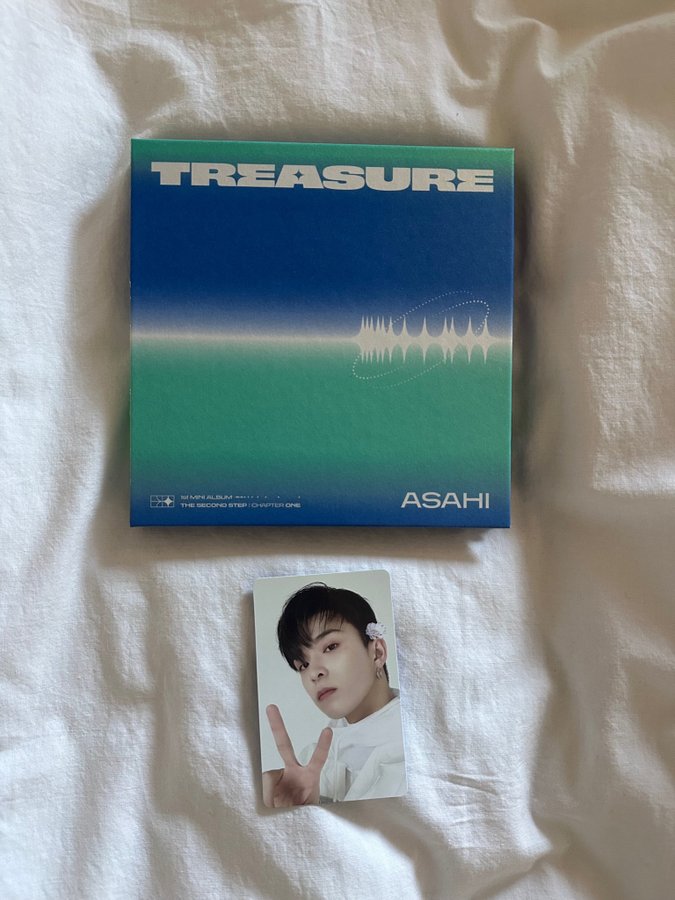 TREASURE
1st MINI ALBUM
THE SECOND STEP : CHAPTER ONE
ASAHI